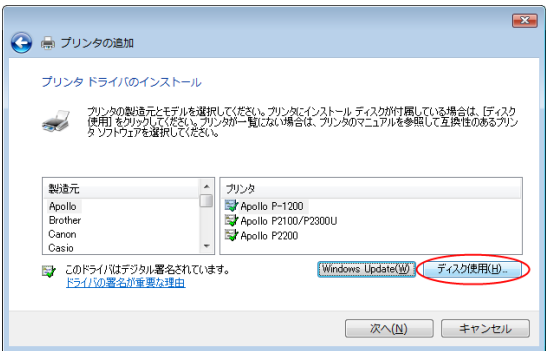 プリンタの追加
プリンタ ドライバのインストール
プリンタの製造元とモデルを選択してください。プリンタにインストール ディスクが付属している場合は、[ディスク
使用] をクリックしてください。プリンタが一覧にない場合は、プリンタのマニュアルを参照して互換性のあるプリン
タ ソフトウェアを選択してください。
製造元
Apollo
Brother
Canon
Casio
プリンタ
Apollo P-1200
Apollo P2100/P2300U
Apollo P2200
このドライバはデジタル署名されています。
ドライバの署名が重要な理由
Windows Update(W)
ディスク使用(H)...
次へ(N)
キャンセル